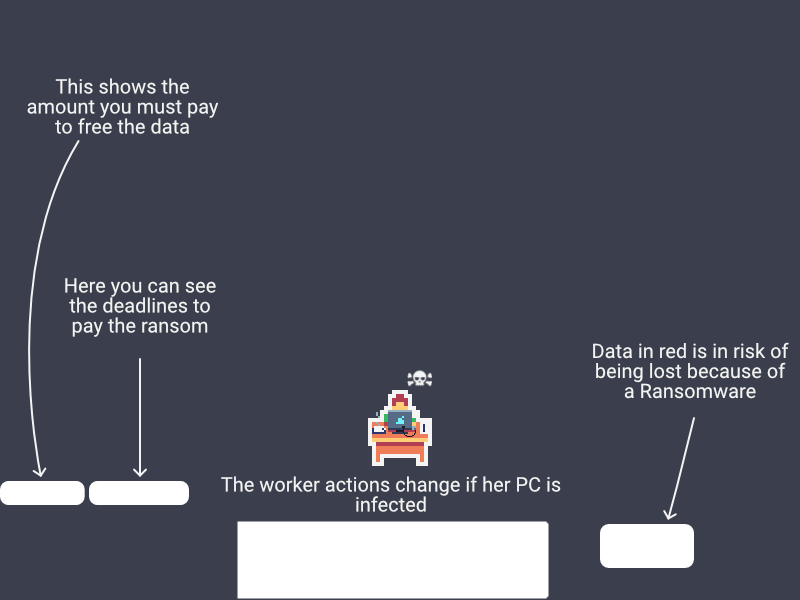 This shows the
amount you must pay
to free the data
Here you can see
the deadlines to
pay the ransom
Data in red is in risk of
being lost because of
a Ransomware
The worker actions change if her PC is
infected